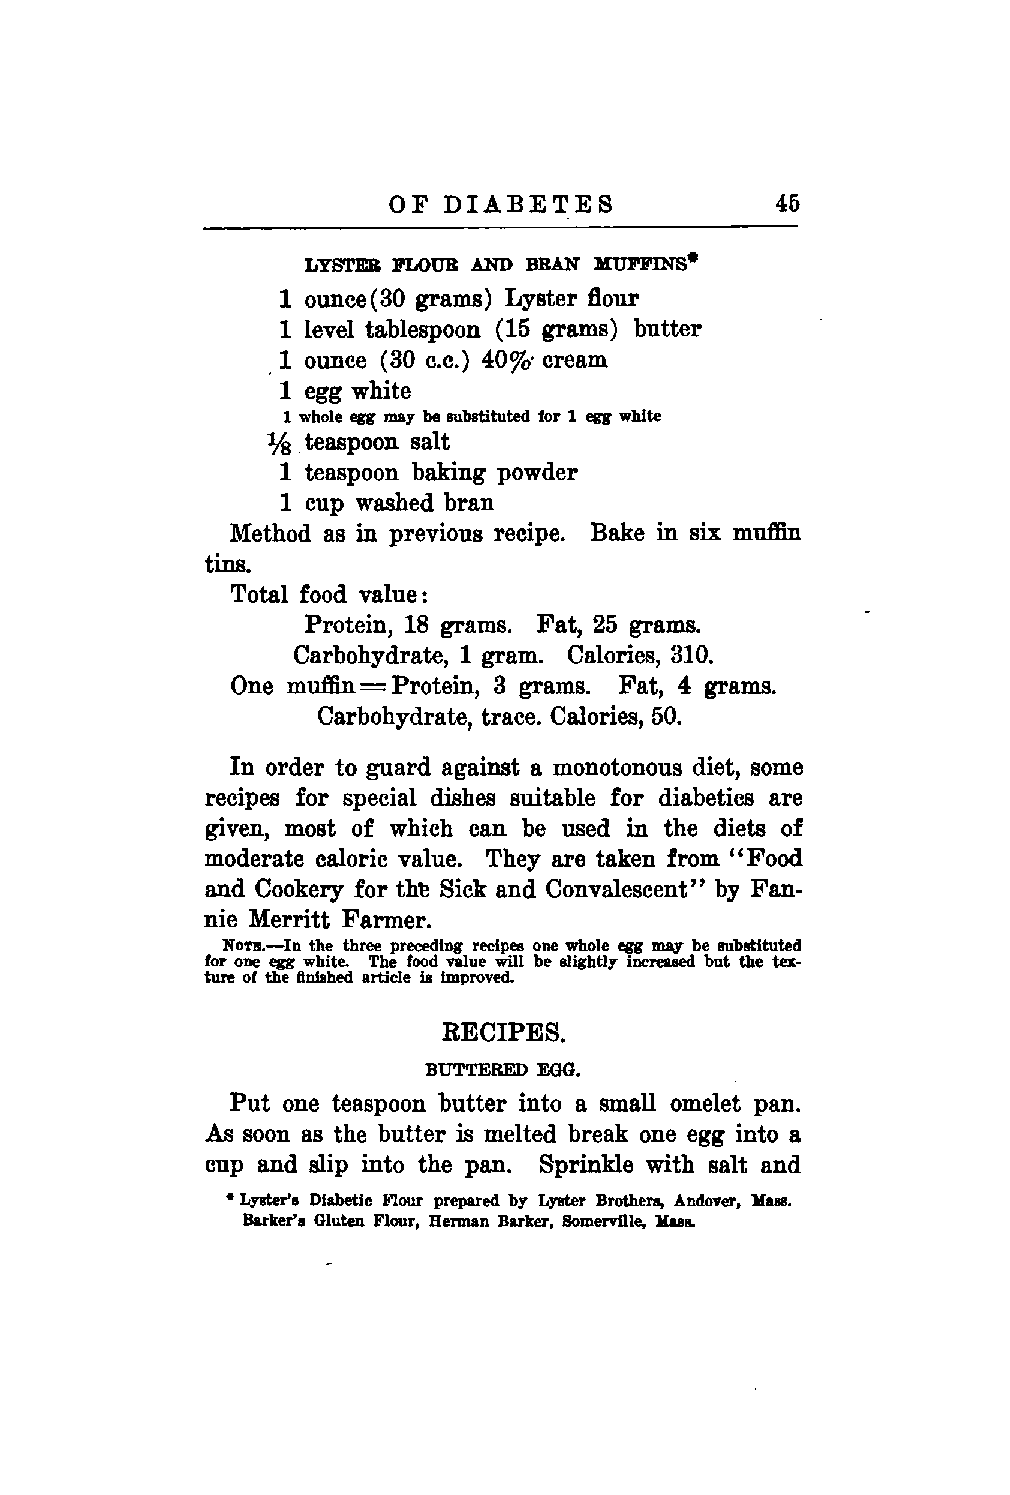 OF DIABETES 45
LYSTER FLOUR AND BRAN MUFFINS*
1 ounce(30 grams) Lyster flour
1 level tablespoon (15 grams) butter
1 ounce (30 c.c.) 40% cream
1 egg white
1 whole egg may be substituted for 1 egg white
⅛ teaspoon salt
1 teaspoon baking powder
1 cup washed bran
Method as in previous recipe. Bake in six muffin
tins.
Total food value:
Protein, 18 grams. Fat, 25 grams.
Carbohydrate, 1 gram. Calories, 310.
One muffin=Protein, 3 grams. Fat, 4 grams.
Carbohydrate, trace. Calories, 50.
In order to guard against a monotonous diet, some
recipes for special dishes suitable for diabetics are
given, most of which can be used in the diets of
moderate caloric value. They are taken from "Food
and Cookery for the Sick and Convalescent" by Fan-
nie Merritt Farmer.
NOTE.—In the three preceding recipes one whole egg may be substituted
for one egg white. The food value will be slightly increased but the tex-
ture of the finished article is improved.
RECIPES.
BUTTERED EGG.
Put one teaspoon butter into a small omelet pan.
As soon as the butter is melted break one egg into a
cup and slip into the pan. Sprinkle with salt and
* Lyster's Diabetic Flour prepared by Lyster Brothers, Andover, Mass.
Barker's Gluten Flour, Herman Barker, Somerville, Mass.